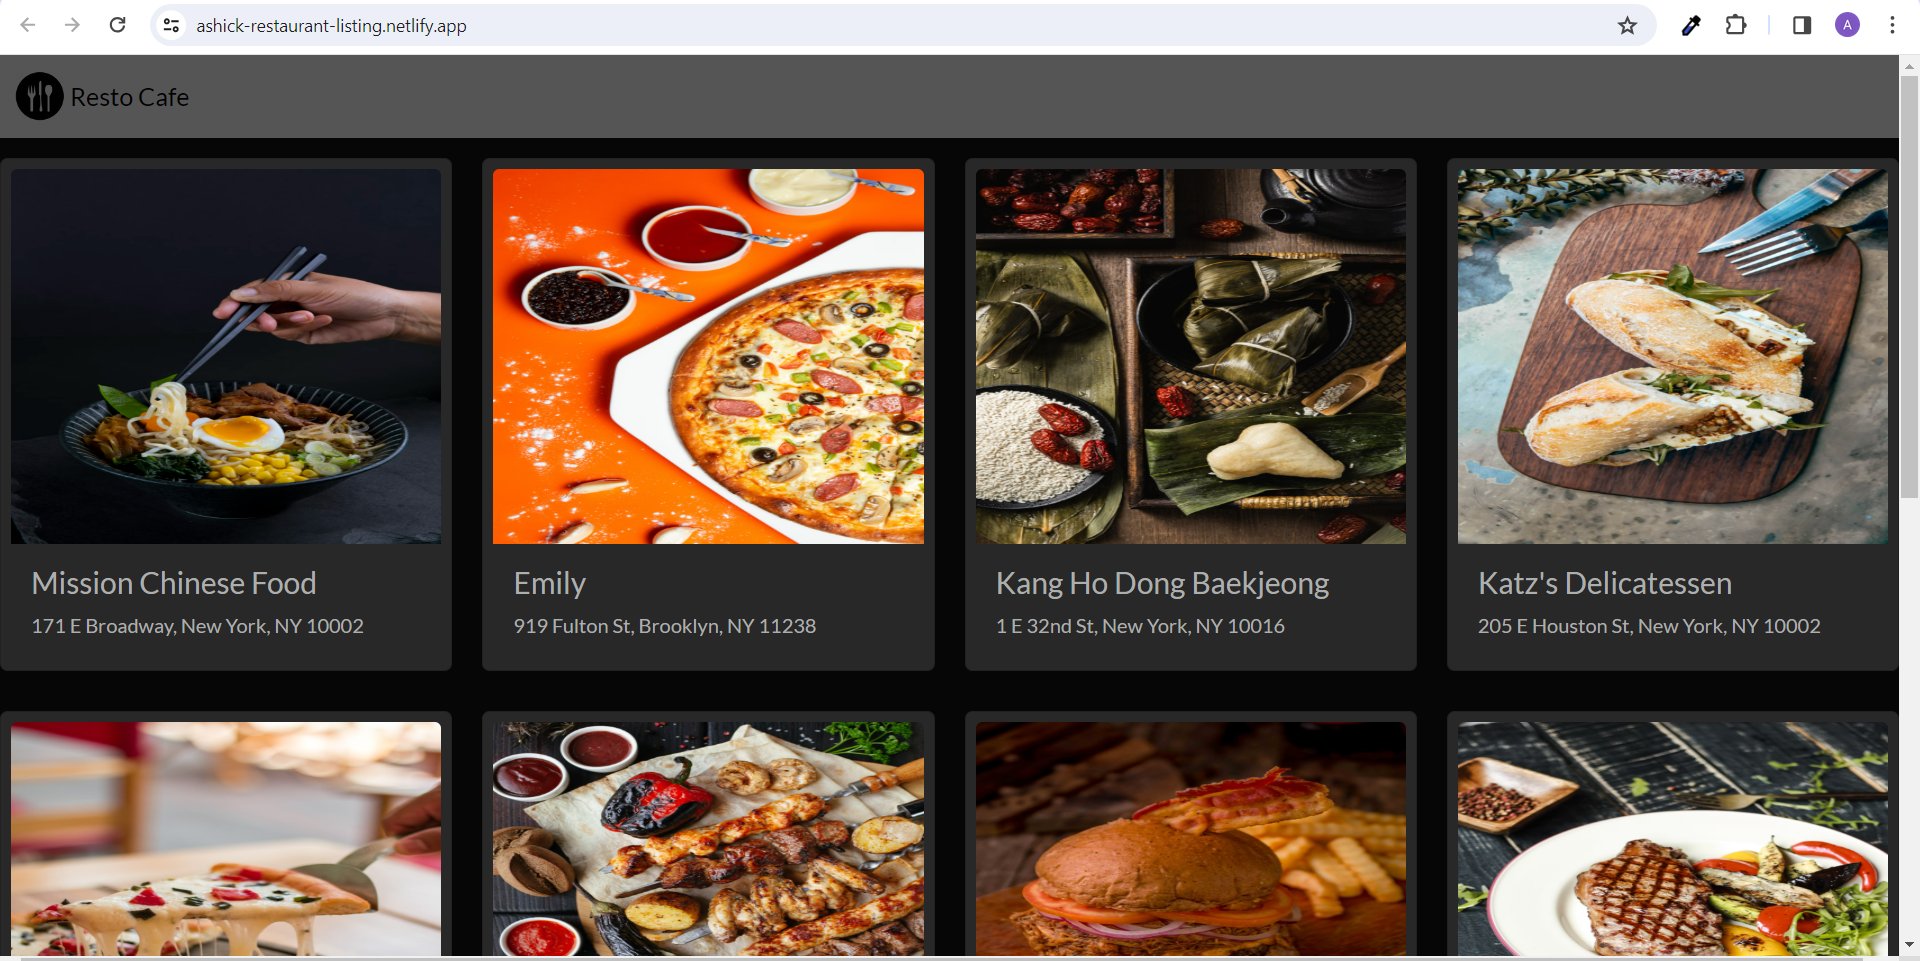 ashick-restaurant-listing.netlify.app
A
Resto Cafe
Mission Chinese Food
171 E Broadway, New York, NY 10002
Emily
919 Fulton St, Brooklyn, NY 11238
Kang Ho Dong Baekjeong
1 E 32nd St, New York, NY 10016
Katz's Delicatessen
205 E Houston St, New York, NY 10002